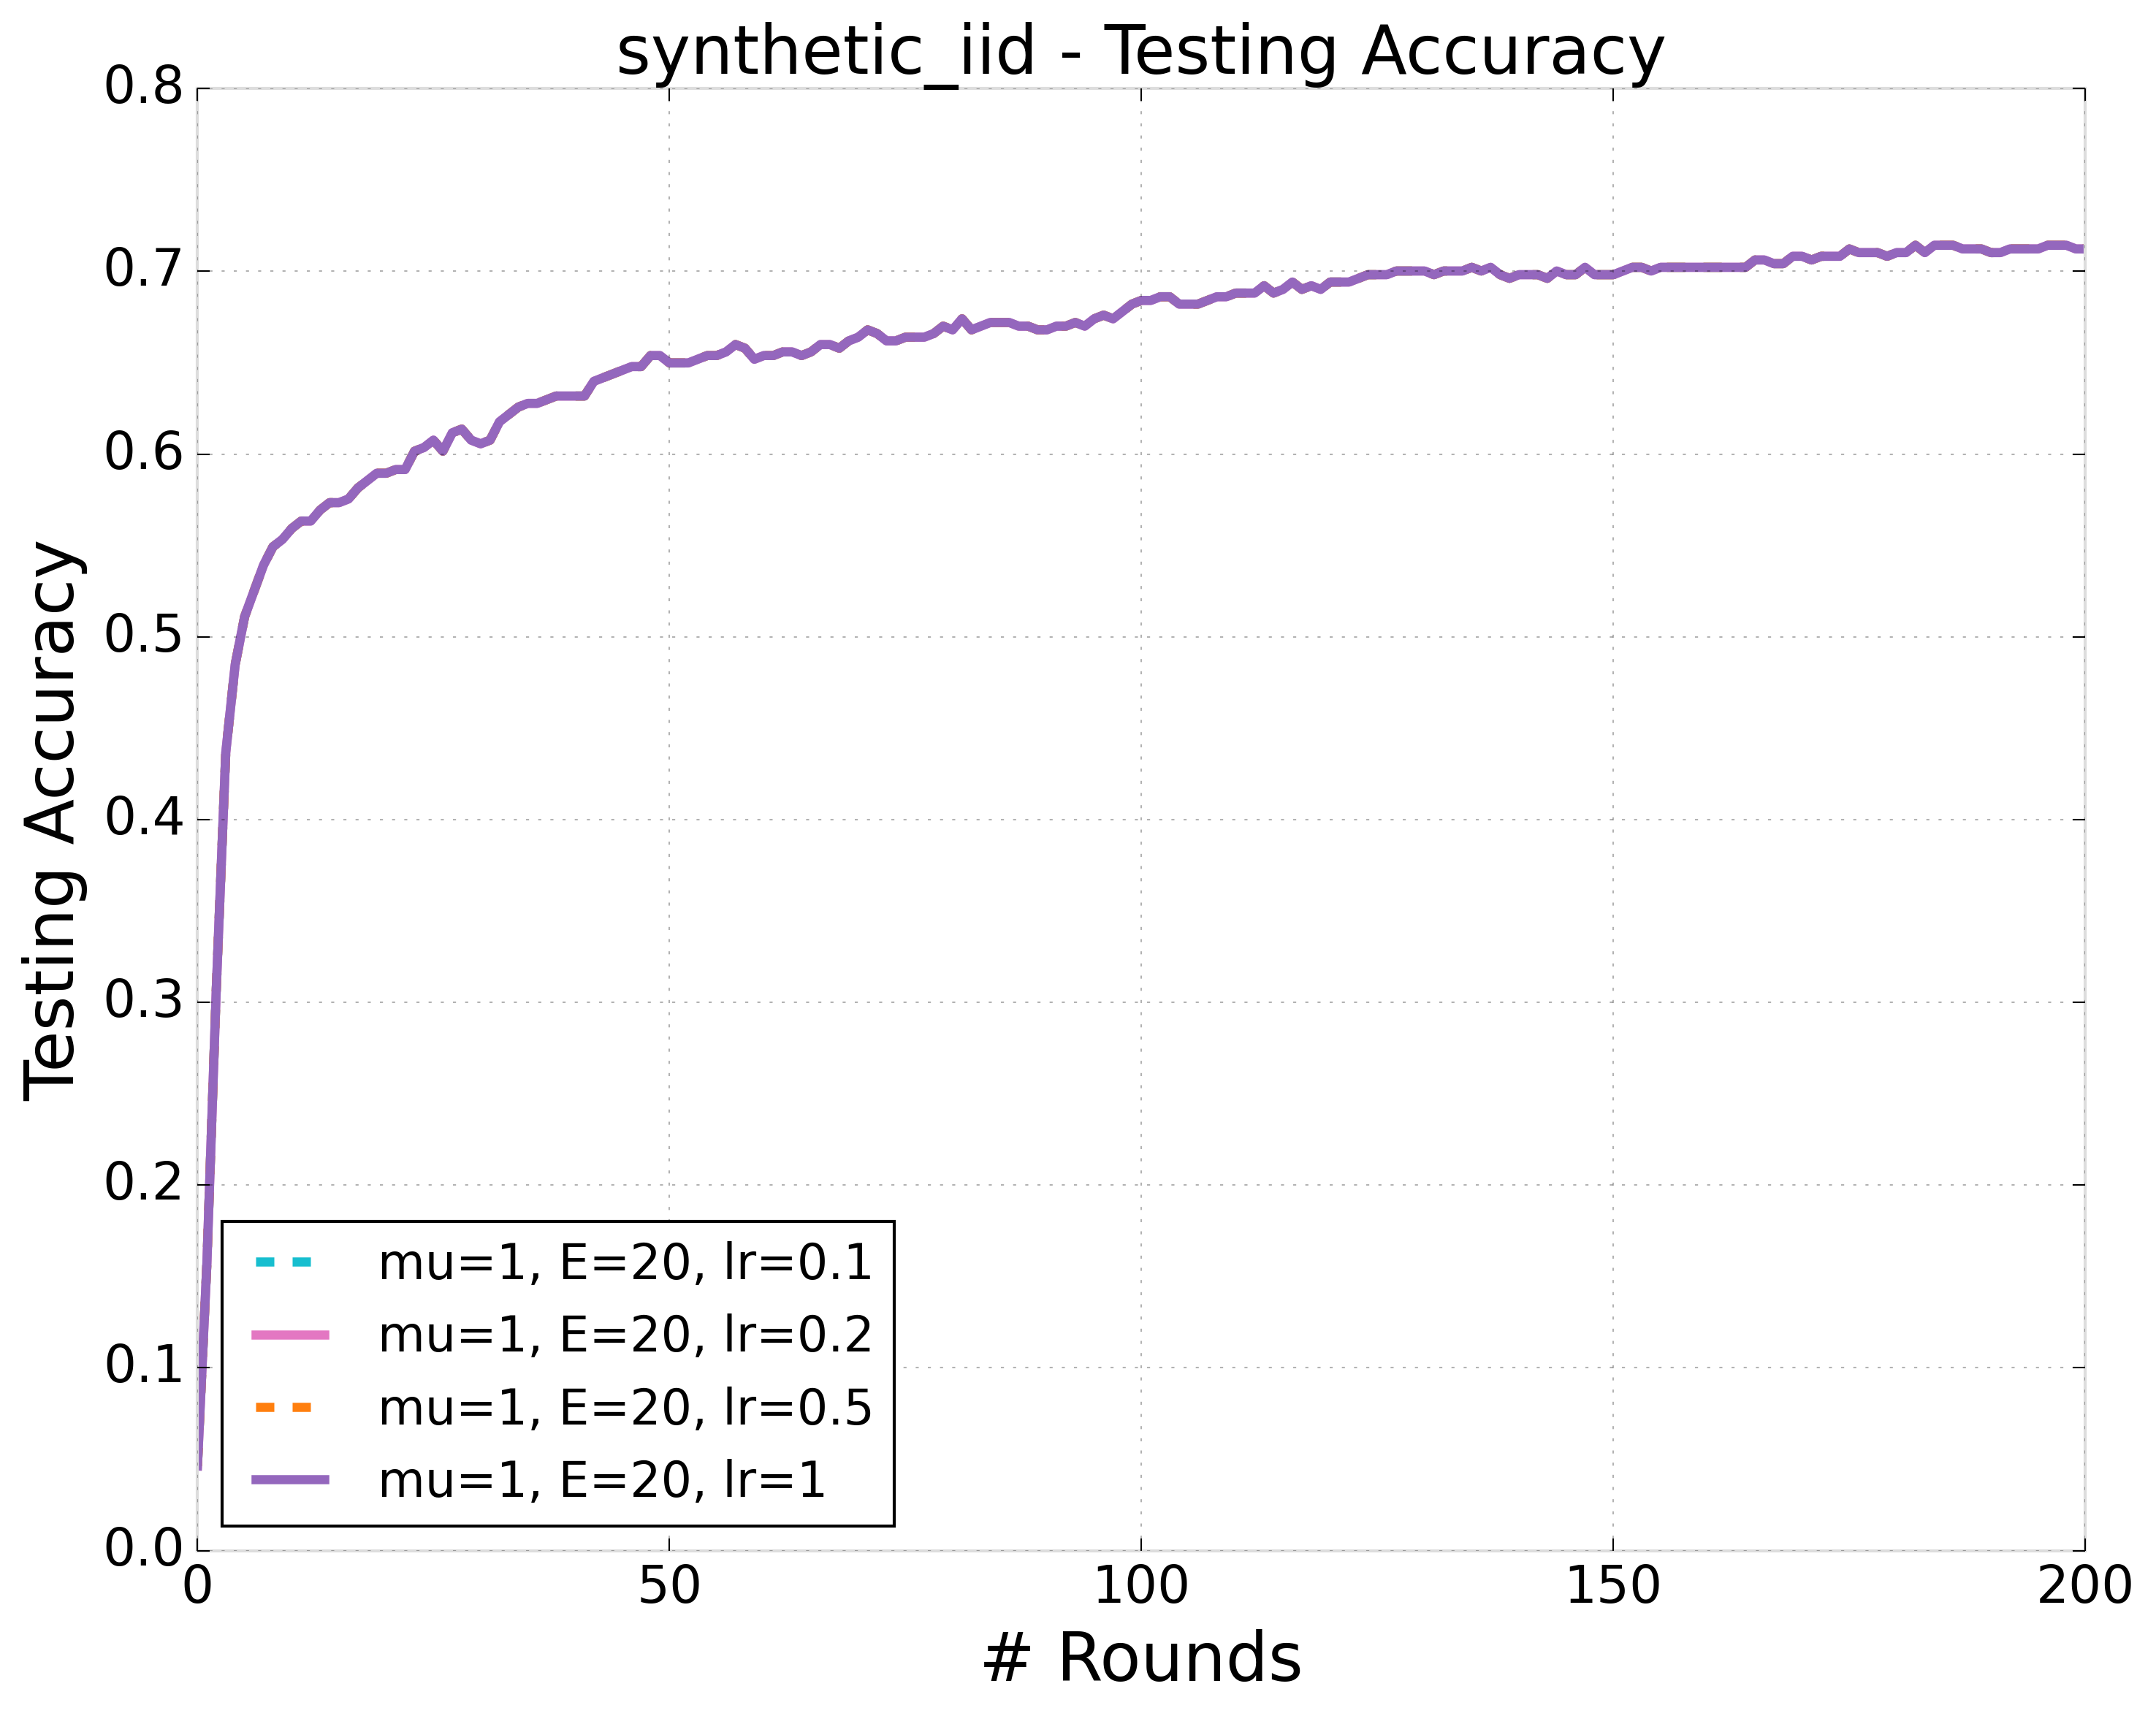 synthetic_iid - Testing Accuracy
0.8
0.7
0.6
0.5
0.4
0.3
0.2
0.1
0.0
Testing Accuracy
mu=1, E=20, lr=0.1
mu=1, E=20, lr=0.2
mu=1, E=20, lr=0.5
mu=1, E=20, lr=1
0 50 100 150 200
# Rounds